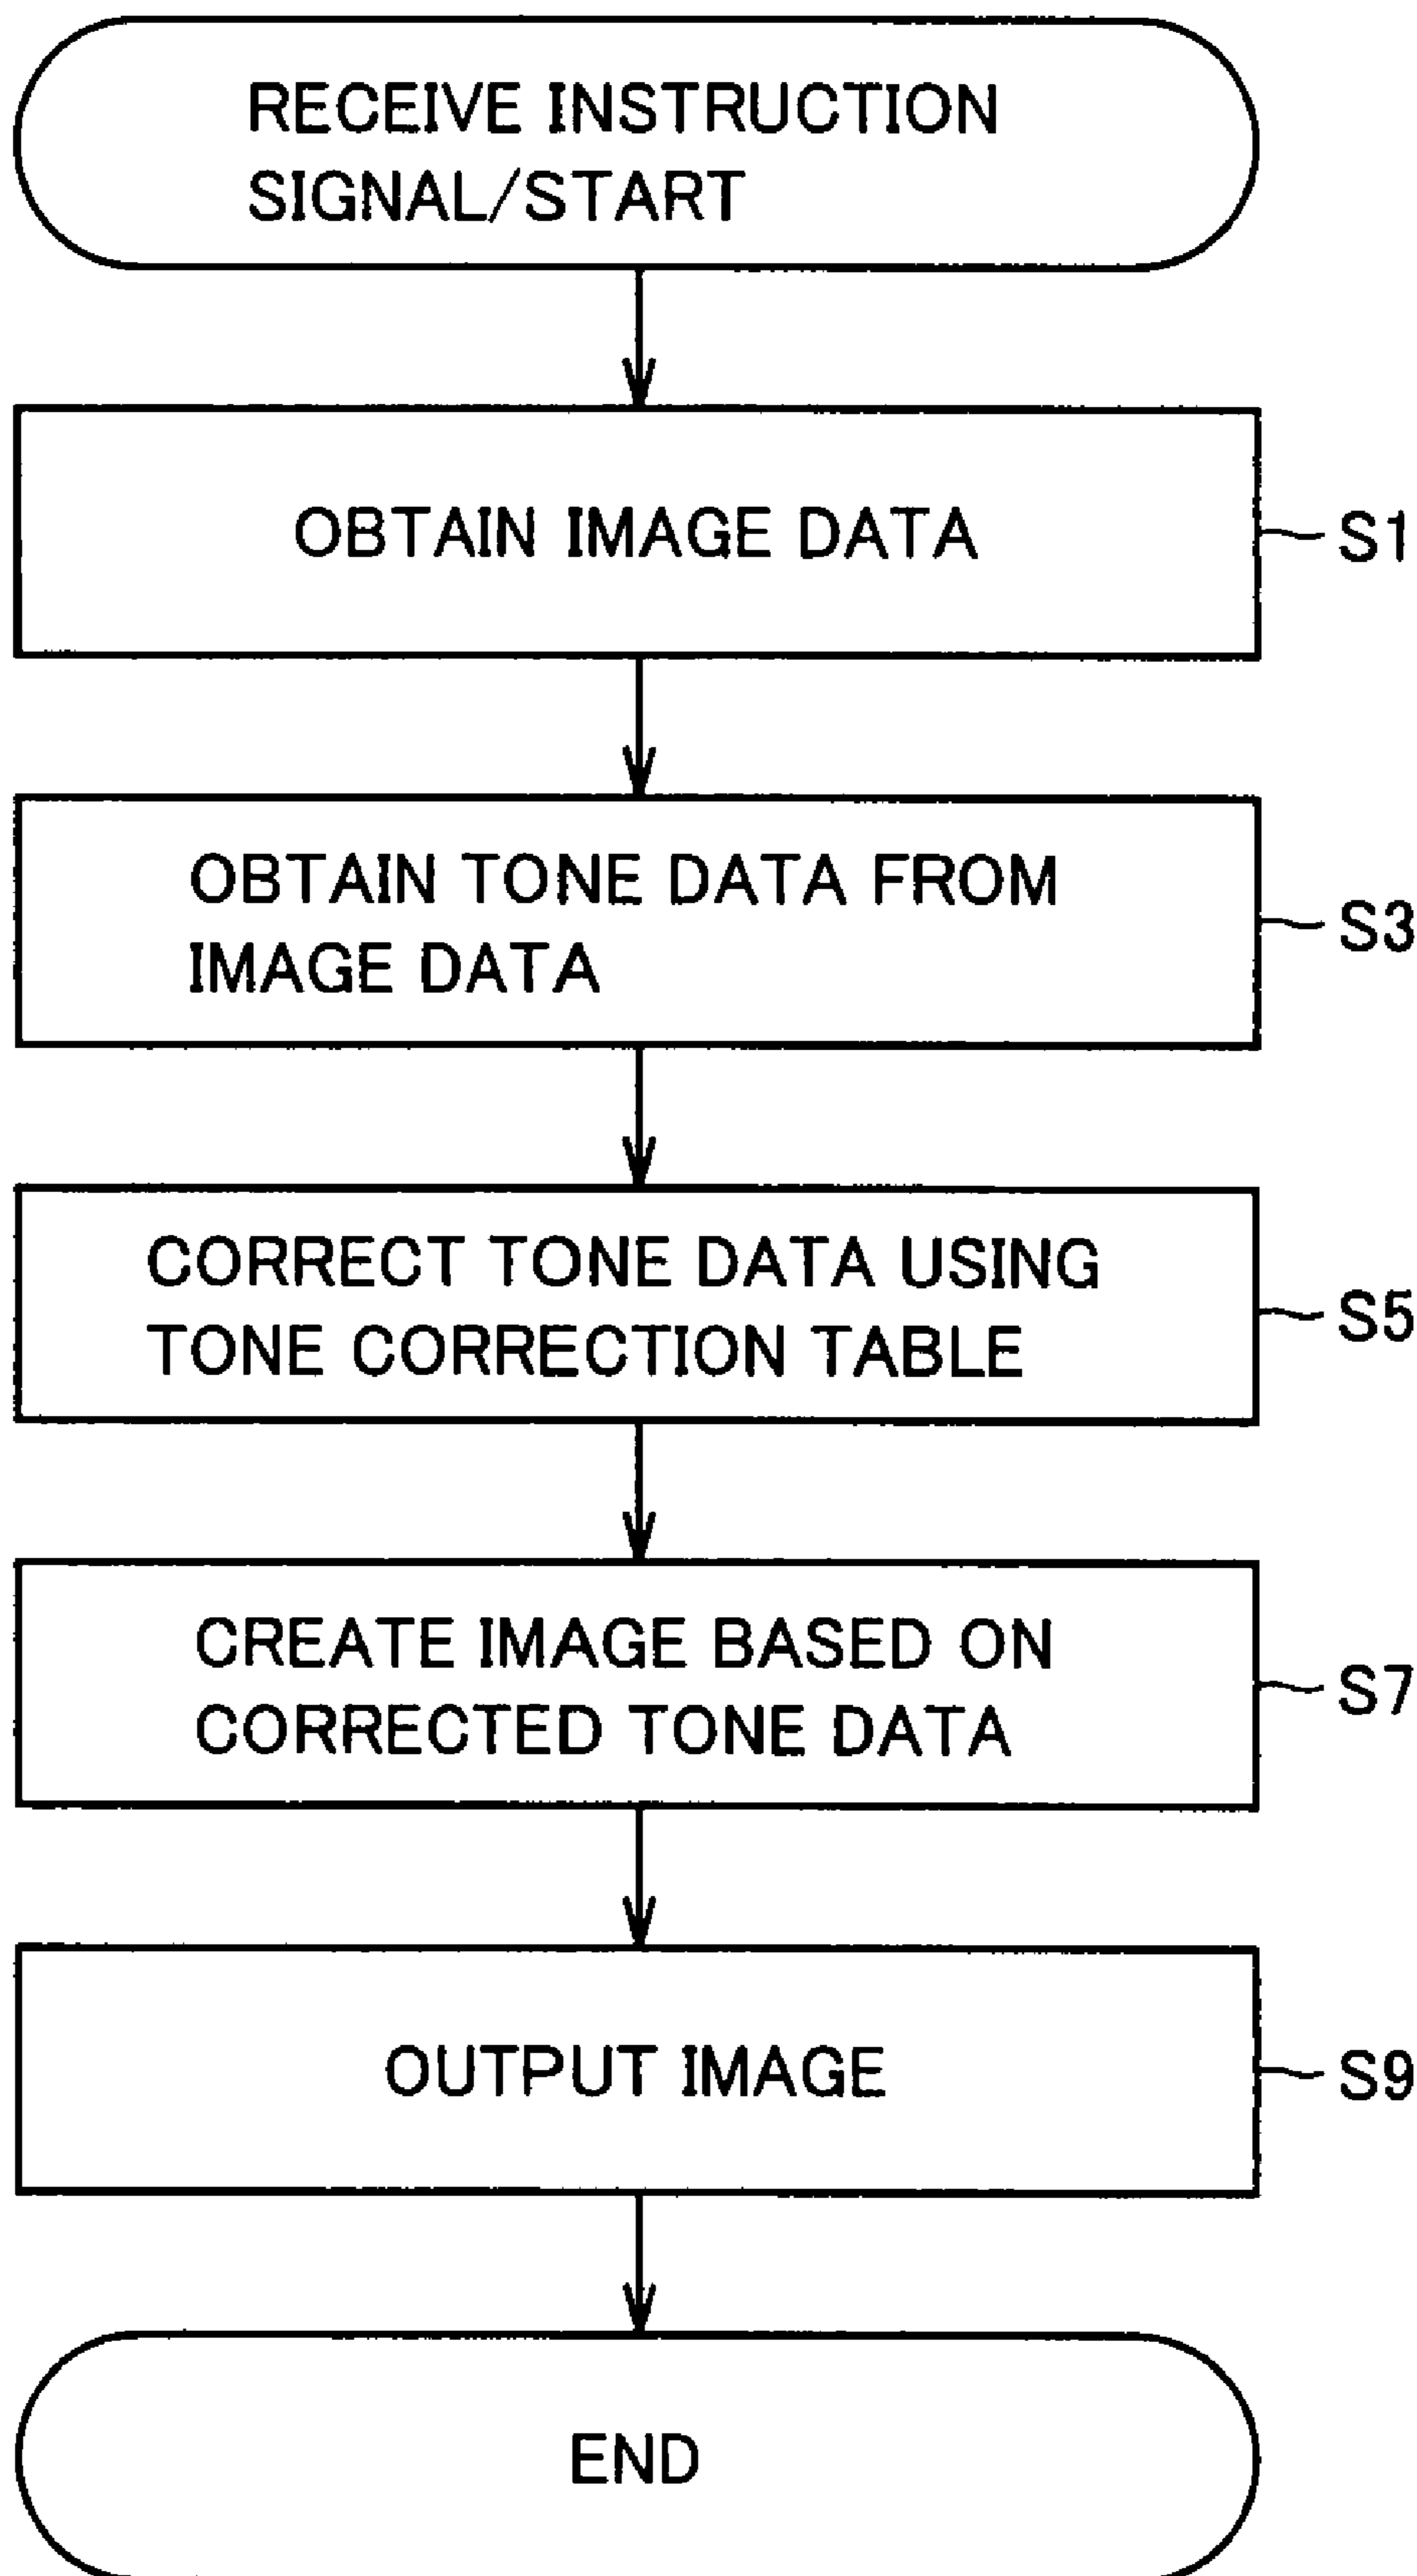 RECEIVE INSTRUCTION
SIGNAL/START
OBTAIN IMAGE DATA
S1
OBTAIN TONE DATA FROM
IMAGE DATA
S3
CORRECT TONE DATA USING
TONE CORRECTION TABLE
S5
CREATE IMAGE BASED ON
CORRECTED TONE DATA
S7
OUTPUT IMAGE
S9
END